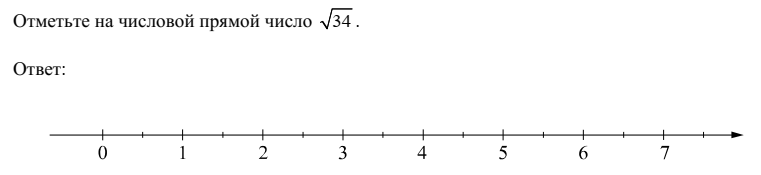 Отметьте на числовой прямой число √34 .
Ответ:
0 1 2 3 4 5 6 7